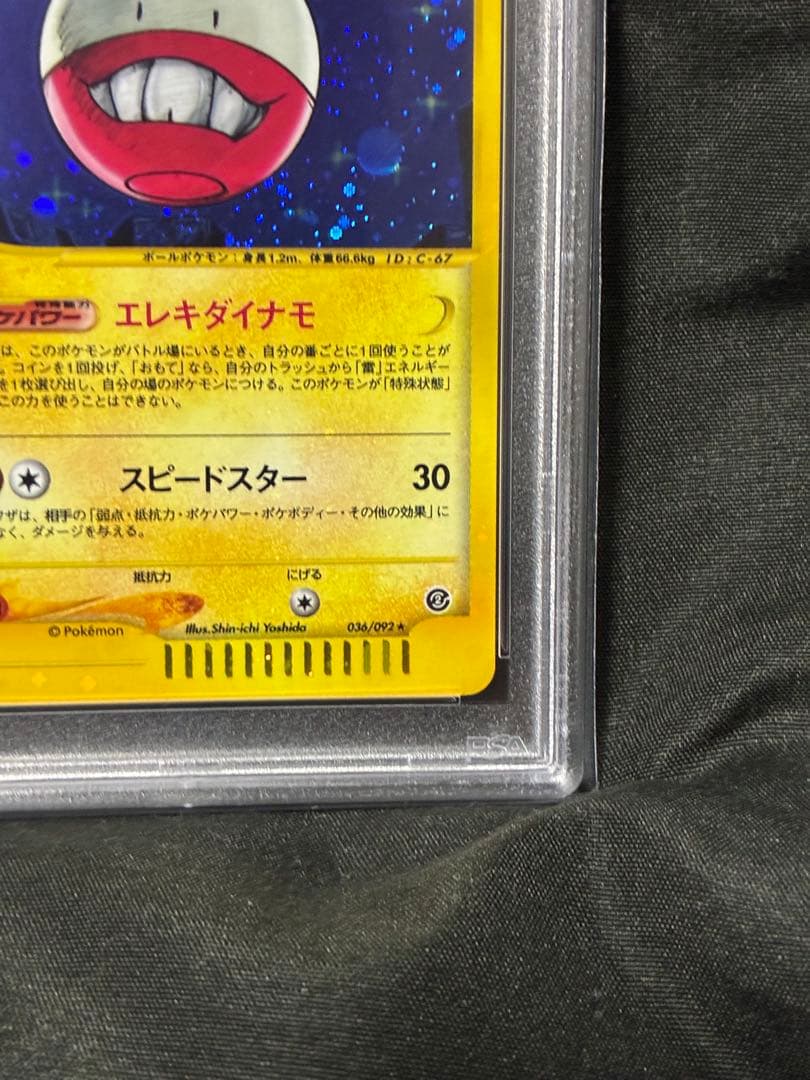 ボールポケモン：身長1.2m、体重66.6kg ID：C-67
特殊能力
ケパワー エレキダイナモ
は、このポケモンがバトル場にいるとき、自分の番ごとに1回使うことが
。コインを1回投げ、「おもて」なら、自分のトラッシュから「雷」エネルギー
を1枚選び出し、自分の場のポケモンにつける。このポケモンが「特殊状態」
この力を使うことはできない。
スピードスター 30
ワザは、相手の「弱点・抵抗力・ポケパワー・ポケボディー・その他の効果」に
なく、ダメージを与える。
抵抗力 にげる
© Pokémon Illus.Shin-ichi Yoshida 036/092★
PSA